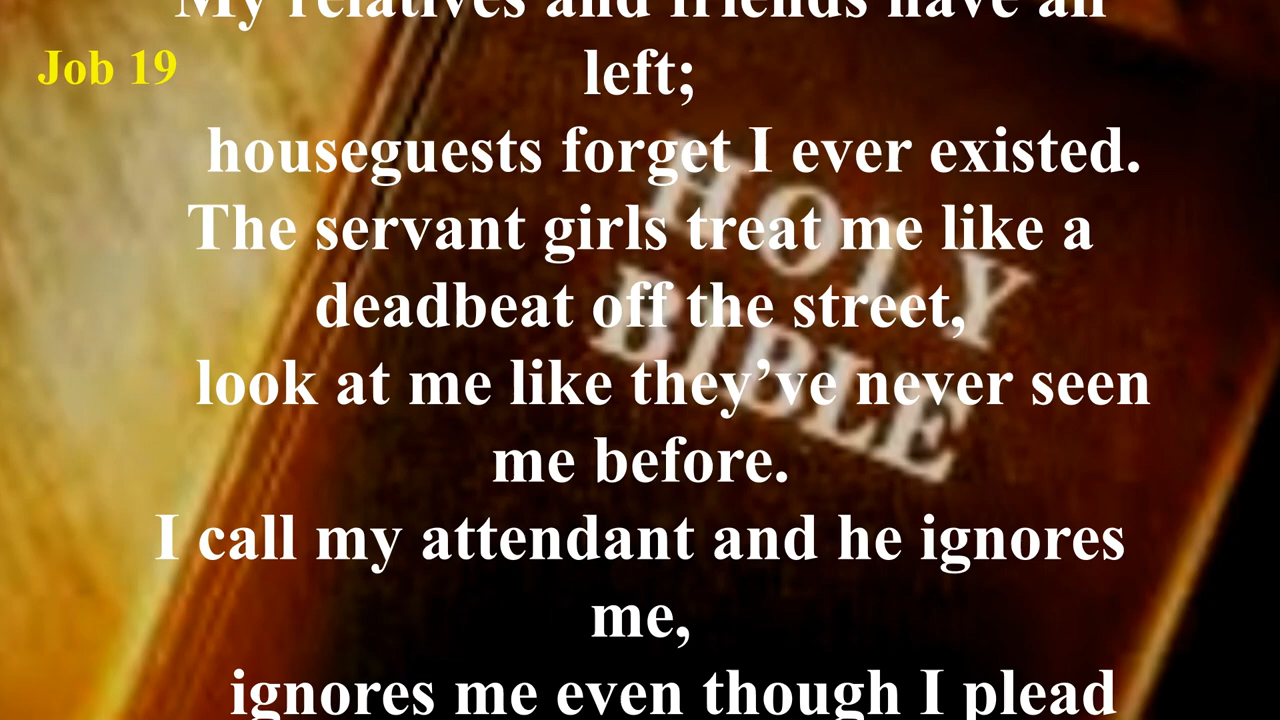 My relatives and friends have all
Job 19
left;
houseguests forget I ever existed.
The servant girls treat me like a
deadbeat off the street,
look at me like they’ve never seen
me before.
I call my attendant and he ignores
me,
ignores me even though I plead
HOLY
BIBLE